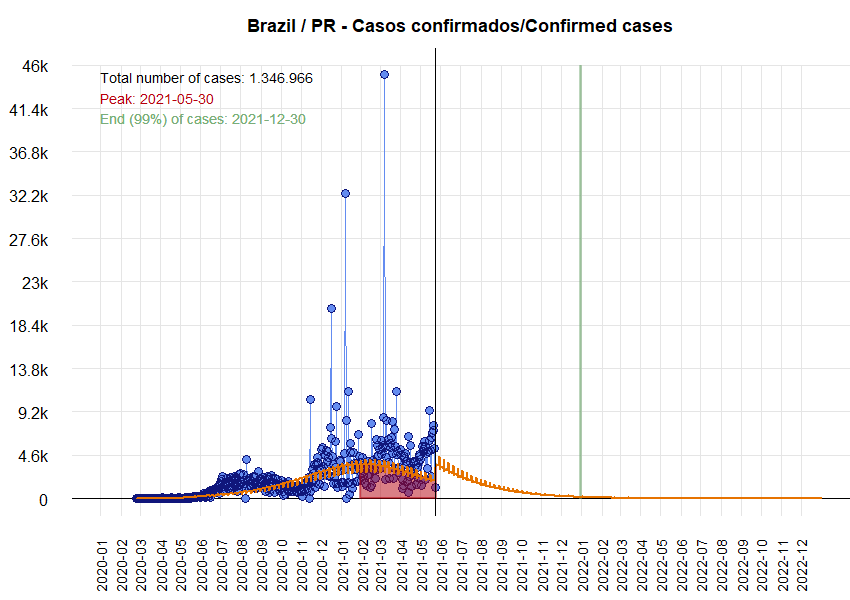 Brazil / PR - Casos confirmados/Confirmed cases
46k
Total number of cases: 1.346.966
Peak: 2021-05-30
41.4k
End (99%) of cases: 2021-12-30
36.8k
32.2k
27.6k
23k
18.4k
13.8k
9.2k
4.6k
0
2020-01
2020-02
2020-03
2020-04
2020-05
2020-06
2020-07
2020-08
2020-09
2020-10
2020-11
2020-12
2021-01
2021-02
2021-03
2021-04
2021-05
2021-06
2021-07
2021-08
2021-09
2021-10
2021-11
2021-12
2022-01
2022-02
2022-03
2022-04
2022-05
2022-06
2022-07
2022-08
2022-09
2022-10
2022-11
2022-12